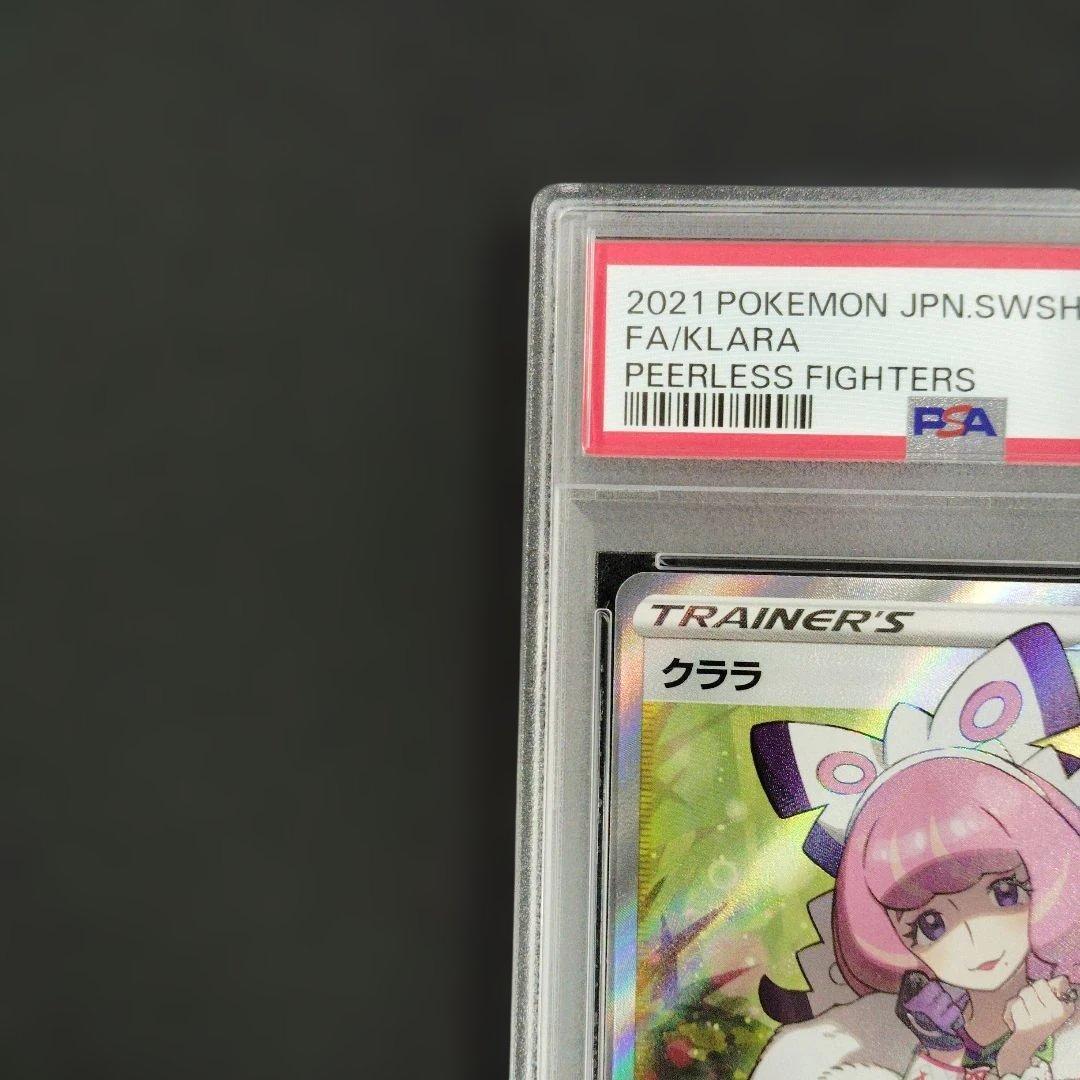 2021 POKEMON JPN.SWSH
FA/KLARA
PEERLESS FIGHTERS
PSA
TRAINER'S
クララ